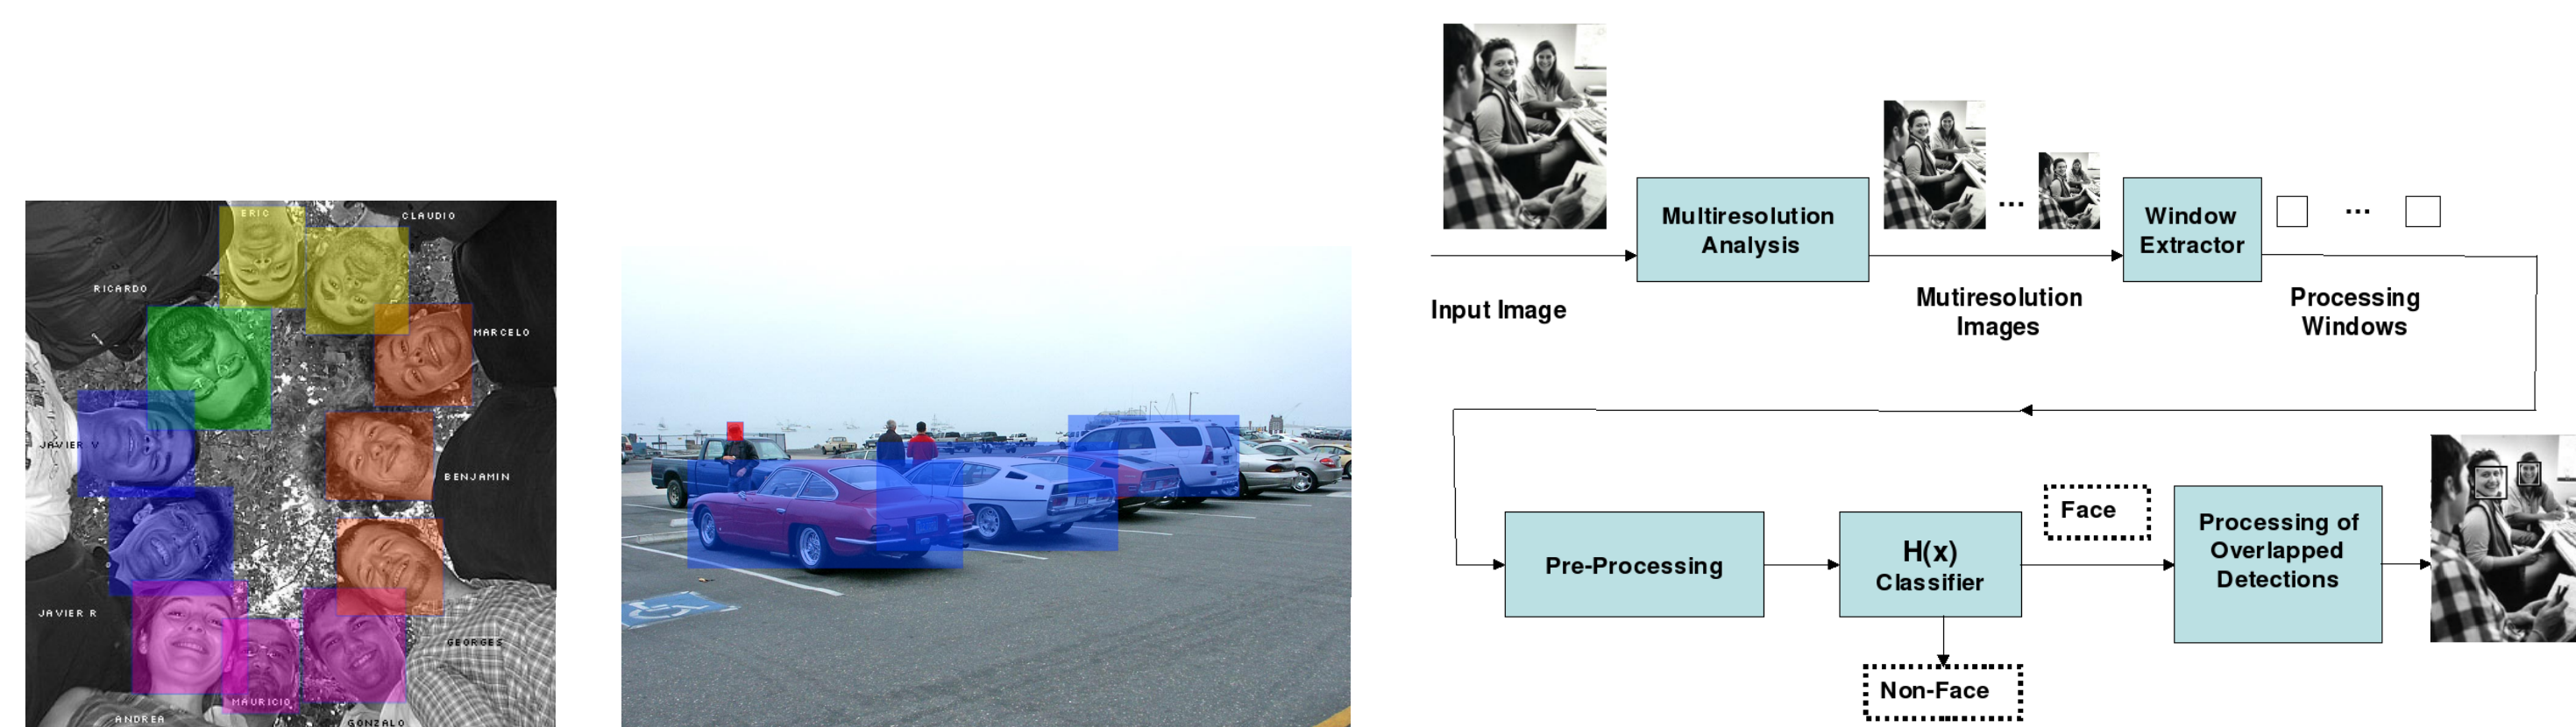 ERIC
CLAUDIO
RICARDO
MARCELO
JAVIER V
BENJAMIN
JAVIER R
GEORGES
MAURICIO
ANDREA
GONZALO
Multiresolution
Analysis
...
Window
Extractor
...
Input Image
Mutiresolution
Images
Processing
Windows
Pre-Processing
H(x)
Classifier
Face
Non-Face
Processing of
Overlapped
Detections